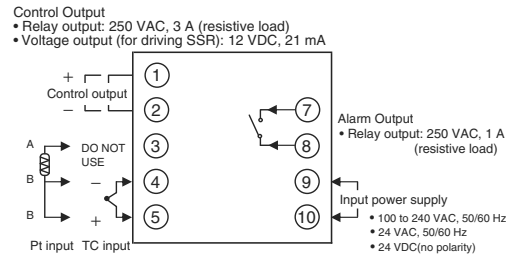 Control Output
• Relay output: 250 VAC, 3 A (resistive load)
• Voltage output (for driving SSR): 12 VDC, 21 mA
+
Control output
−
1
2
3
4
5
7
8
9
10
A
B
B
DO NOT
USE
−
+
Pt input TC input
Alarm Output
• Relay output: 250 VAC, 1 A
(resistive load)
Input power supply
• 100 to 240 VAC, 50/60 Hz
• 24 VAC, 50/60 Hz
• 24 VDC(no polarity)